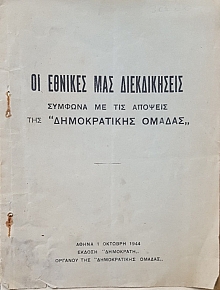 ΟΙ ΕΘΝΙΚΕΣ ΜΑΣ ΔΙΕΚΔΙΚΗΣΕΙΣ
ΣΥΜΦΩΝΑ ΜΕ ΤΙΣ ΑΠΟΨΕΙΣ
ΤΗΣ "ΔΗΜΟΚΡΑΤΙΚΗΣ ΟΜΑΔΑΣ„
ΑΘΗΝΑ 1 ΟΚΤΩΒΡΗ 1944
ΕΚΔΟΣΗ "ΔΗΜΟΚΡΑΤΗ„
ΟΡΓΑΝΟΥ ΤΗΣ "ΔΗΜΟΚΡΑΤΙΚΗΣ ΟΜΑΔΑΣ„